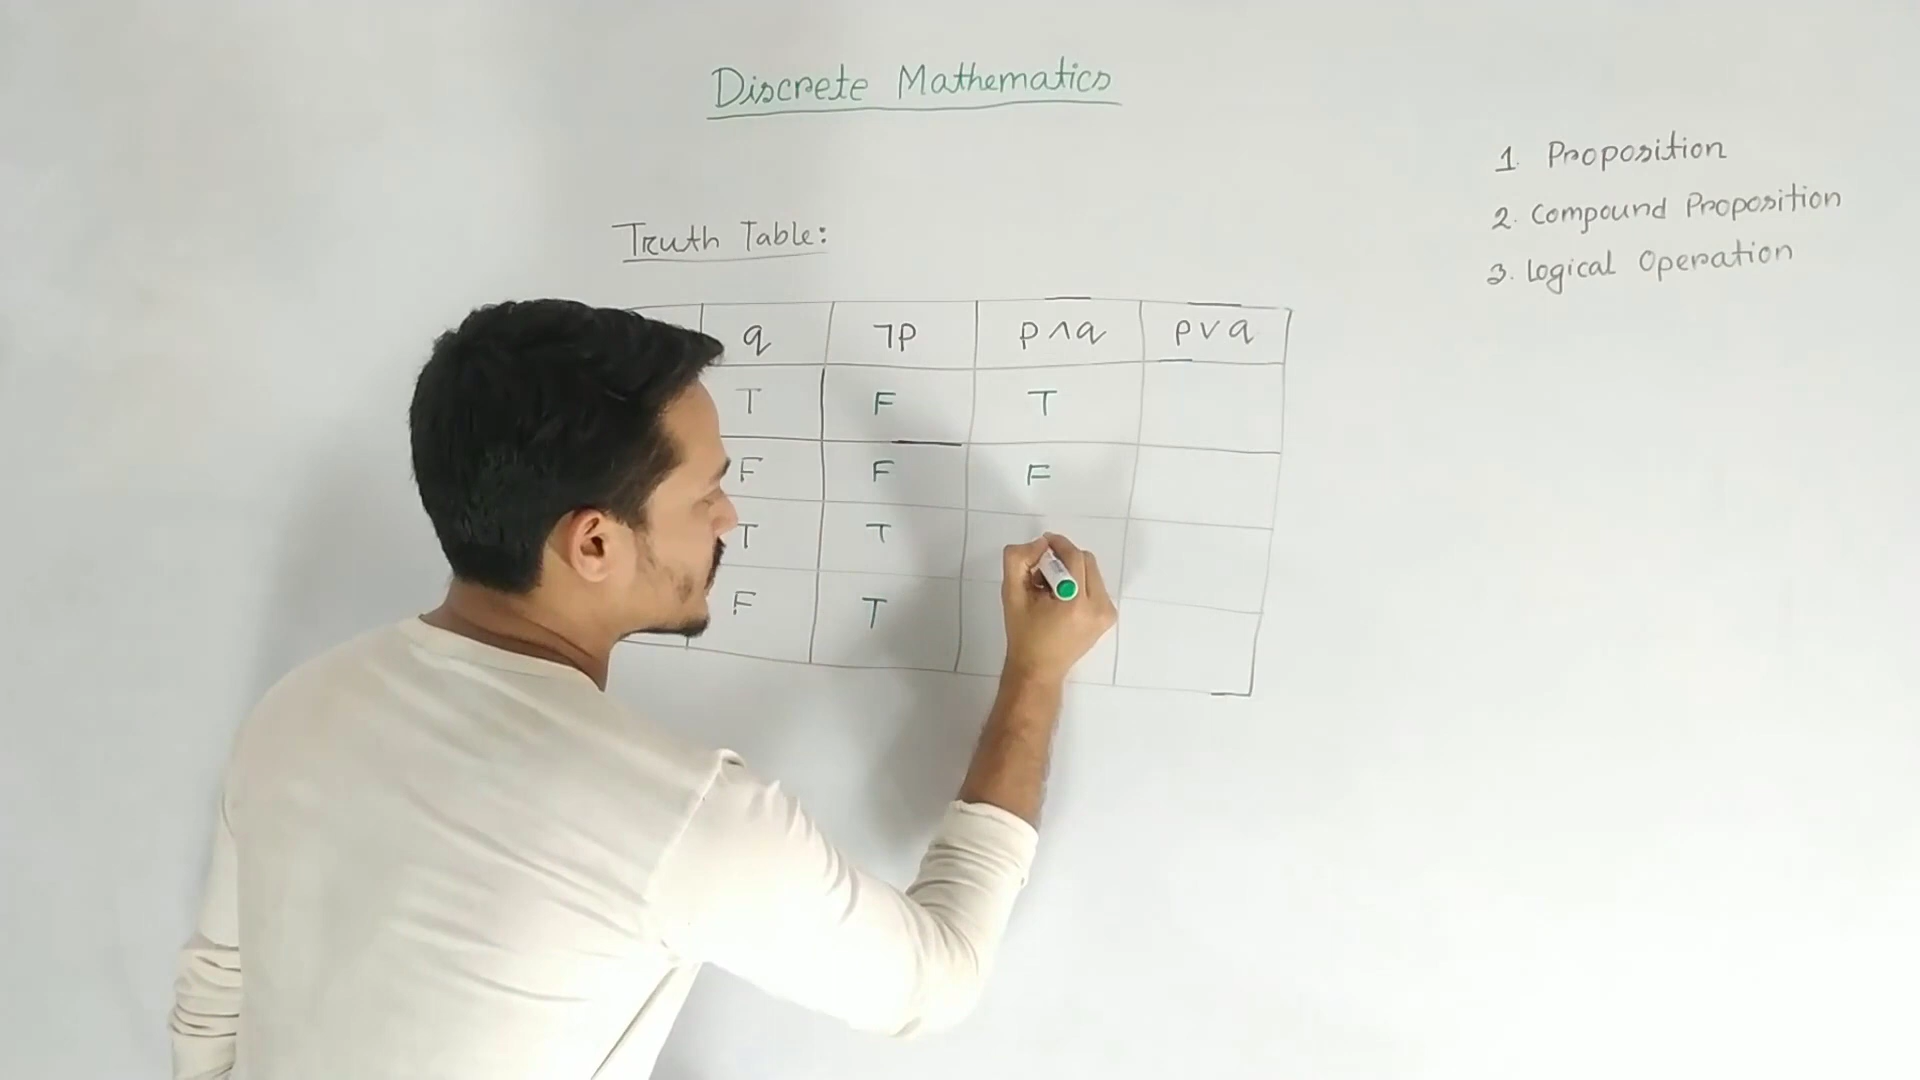 Discrete Mathematics
1. Proposition
2. Compound Proposition
3. Logical Operation
Truth Table:
q ¬p p∧q p∨q
T F T
F F F
T T
F T